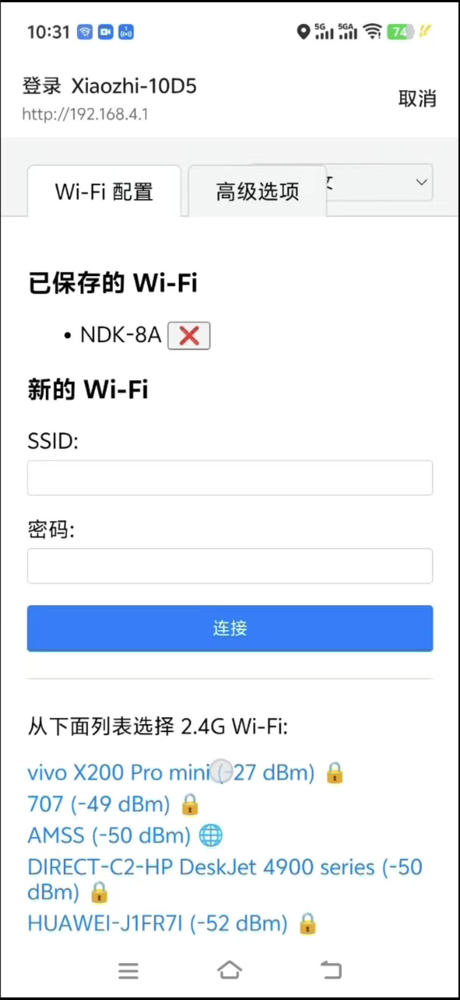 10:31
5G 5GA 74
登录 Xiaozhi-10D5
http://192.168.4.1
取消
Wi-Fi 配置
高级选项
已保存的 Wi-Fi
NDK-8A
新的 Wi-Fi
SSID:
密码:
连接
从下面列表选择 2.4G Wi-Fi:
vivo X200 Pro mini (-27 dBm)
707 (-49 dBm)
AMSS (-50 dBm)
DIRECT-C2-HP DeskJet 4900 series (-50
dBm)
HUAWEI-J1FR7I (-52 dBm)